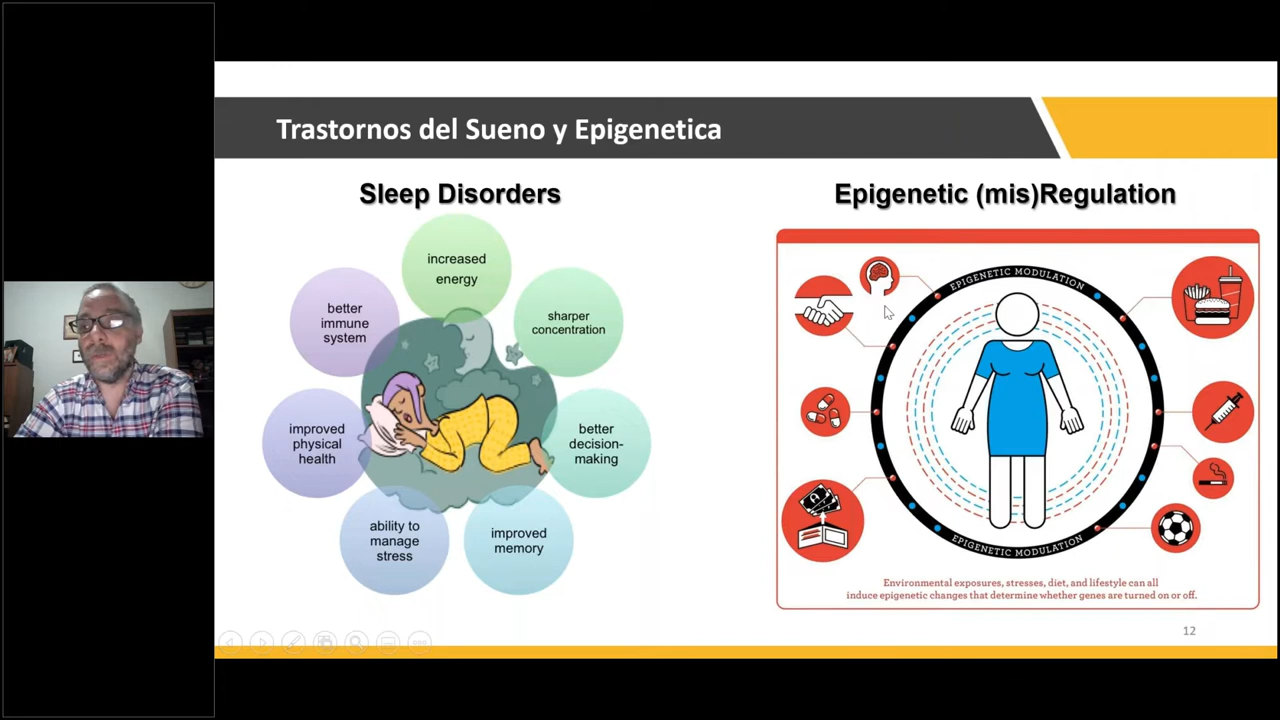 Trastornos del Sueno y Epigenetica
Sleep Disorders
increased
energy
better
immune
system
sharper
concentration
improved
physical
health
better
decision-
making
ability to
manage
stress
improved
memory
Epigenetic (mis)Regulation
EPIGENETIC MODULATION
EPIGENETIC MODULATION
Environmental exposures, stresses, diet, and lifestyle can all
induce epigenetic changes that determine whether genes are turned on or off.
12